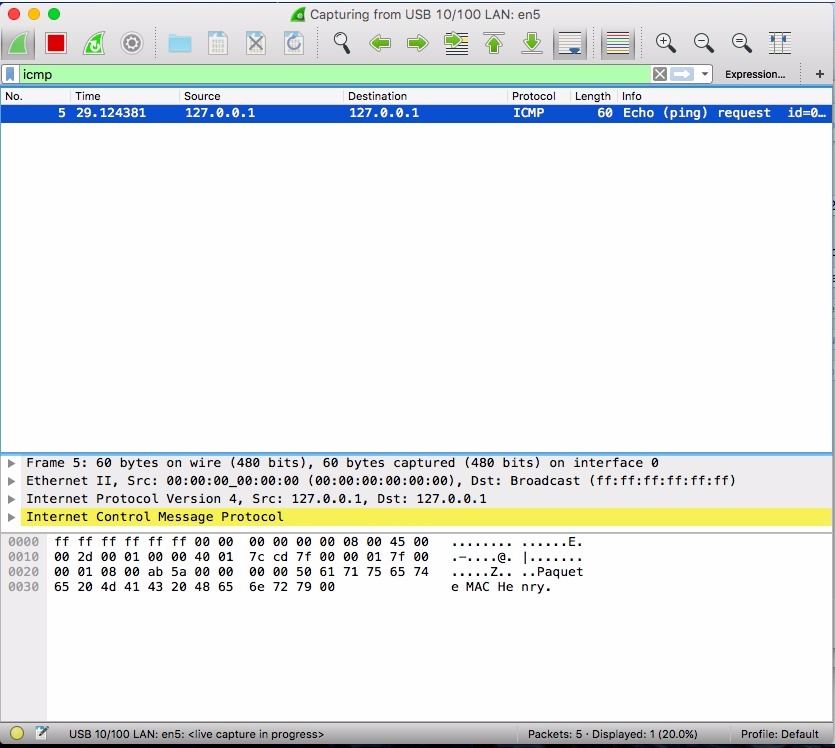 Capturing from USB 10/100 LAN: en5
icmp
Expression...
+
No. Time Source Destination Protocol Length Info
5 29.124381 127.0.0.1 127.0.0.1 ICMP 60 Echo (ping) request id=0…
Frame 5: 60 bytes on wire (480 bits), 60 bytes captured (480 bits) on interface 0
Ethernet II, Src: 00:00:00_00:00:00 (00:00:00:00:00:00), Dst: Broadcast (ff:ff:ff:ff:ff:ff)
Internet Protocol Version 4, Src: 127.0.0.1, Dst: 127.0.0.1
Internet Control Message Protocol
0000 ff ff ff ff ff ff 00 00 00 00 00 00 08 00 45 00 ........ ......E.
0010 00 2d 00 01 00 00 40 01 7c cd 7f 00 00 01 7f 00 .-....@. |.......
0020 00 01 08 00 ab 5a 00 00 00 00 50 61 71 75 65 74 .....Z.. ..Paquet
0030 65 20 4d 41 43 20 48 65 6e 72 79 00 e MAC He nry.
USB 10/100 LAN: en5: <live capture in progress> Packets: 5 · Displayed: 1 (20.0%) Profile: Default